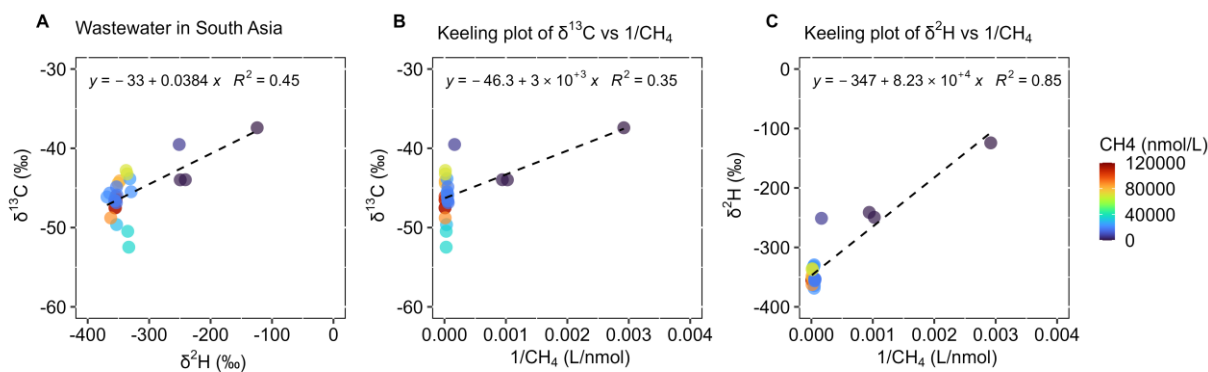 A Wastewater in South Asia
y = − 33 + 0.0384 x R² = 0.45
-30
-40
-50
-60
δ¹³C (‰)
-400 -300 -200 -100 0
δ²H (‰)
B Keeling plot of δ¹³C vs 1/CH₄
y = − 46.3 + 3 × 10⁺³ x R² = 0.35
-30
-40
-50
-60
δ¹³C (‰)
0.000 0.001 0.002 0.003 0.004
1/CH₄ (L/nmol)
C Keeling plot of δ²H vs 1/CH₄
y = − 347 + 8.23 × 10⁺⁴ x R² = 0.85
0
-100
-200
-300
-400
δ²H (‰)
0.000 0.001 0.002 0.003 0.004
1/CH₄ (L/nmol)
CH4 (nmol/L)
120000
80000
40000
0